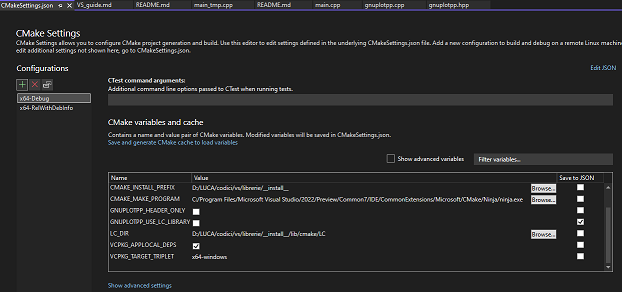 CMakeSettings.json VS_guide.md README.md main_tmp.cpp README.md main.cpp gnuplotpp.cpp gnuplotpp.hpp
CMake Settings
CMake Settings allows you to configure CMake project generation and build. Use this editor to edit settings defined in the underlying CMakeSettings.json file. Add a new configuration to build and debug on a remote Linux machine
edit additional settings not shown here, go to CMakeSettings.json.
Configurations
Edit JSON
x64-Debug
x64-RelWithDebInfo
CTest command arguments:
Additional command line options passed to CTest when running tests.
CMake variables and cache
Contains a name and value pair of CMake variables. Modified variables will be saved in CMakeSettings.json.
Save and generate CMake cache to load variables
Show advanced variables Filter variables...
Name Value Save to JSON
CMAKE_INSTALL_PREFIX D:/LUCA/codici/vs/librerie/__install__ Browse...
CMAKE_MAKE_PROGRAM C:/Program Files/Microsoft Visual Studio/2022/Preview/Common7/IDE/CommonExtensions/Microsoft/CMake/Ninja/ninja.exe Browse...
GNUPLOTPP_HEADER_ONLY
GNUPLOTPP_USE_LC_LIBRARY
LC_DIR D:/LUCA/codici/vs/librerie/__install__/lib/cmake/LC Browse...
VCPKG_APPLOCAL_DEPS
VCPKG_TARGET_TRIPLET x64-windows
Show advanced settings